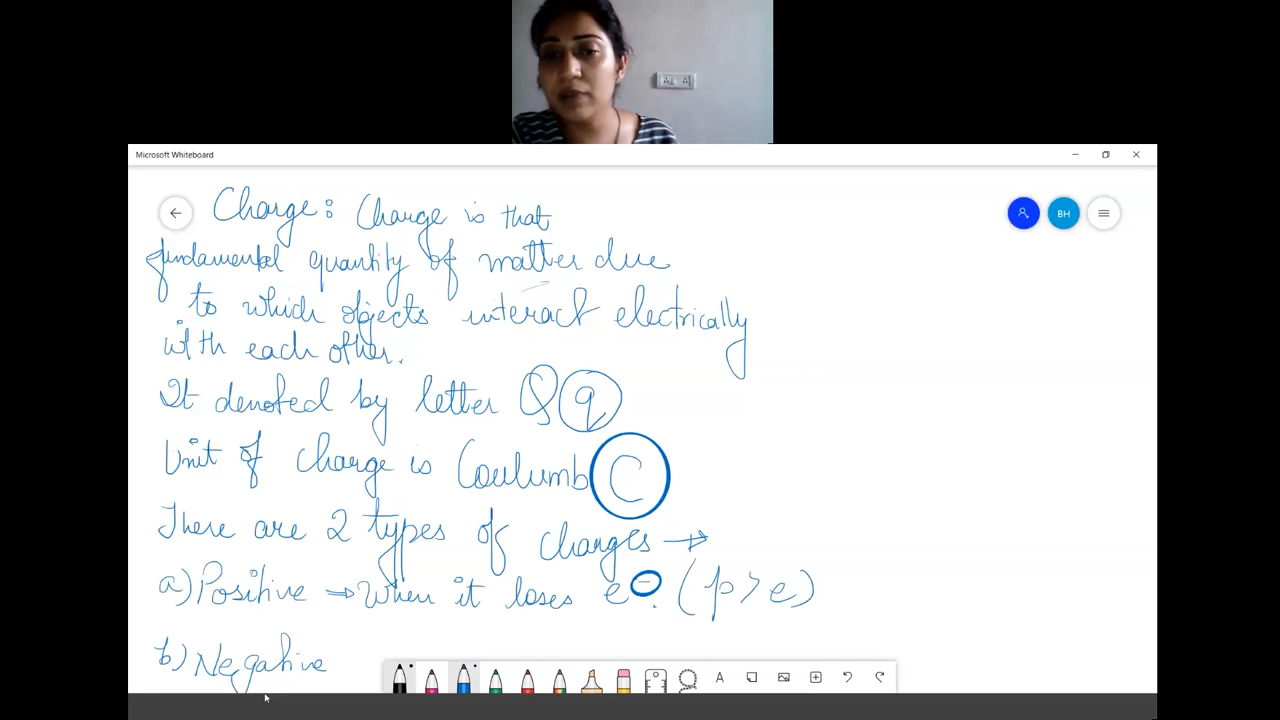 Microsoft Whiteboard
BH
Charge: Charge is that
fundamental quantity of matter due
to which objects interact electrically
with each other.
It denoted by letter Q q
Unit of charge is Coulumb C
There are 2 types of charges →
a) Positive → When it loses e⁻. (p > e)
b) Negative
A